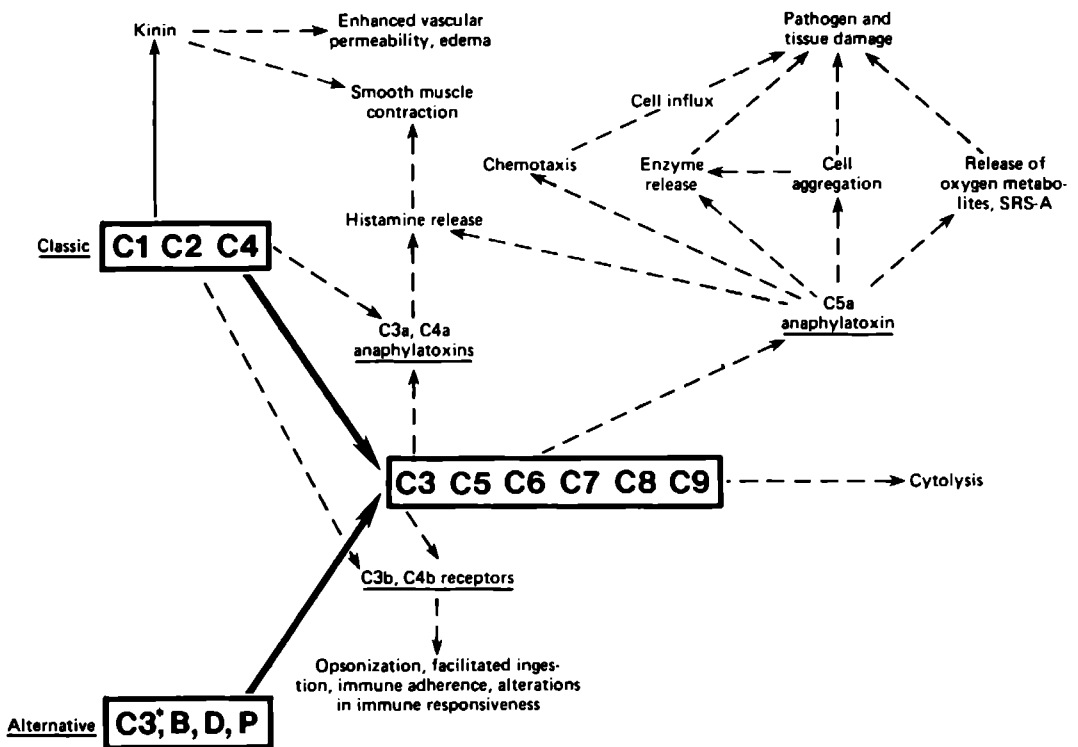 Kinin
Enhanced vascular
permeability, edema
Pathogen and
tissue damage
Smooth muscle
contraction
Cell influx
Chemotaxis
Enzyme
release
Cell
aggregation
Release of
oxygen metabo-
lites, SRS-A
Histamine release
Classic
C1 C2 C4
C5a
anaphylatoxin
C3a, C4a
anaphylatoxins
C3 C5 C6 C7 C8 C9
Cytolysis
C3b, C4b receptors
Opsonization, facilitated inges-
tion, immune adherence, alterations
in immune responsiveness
Alternative
C3*, B, D, P